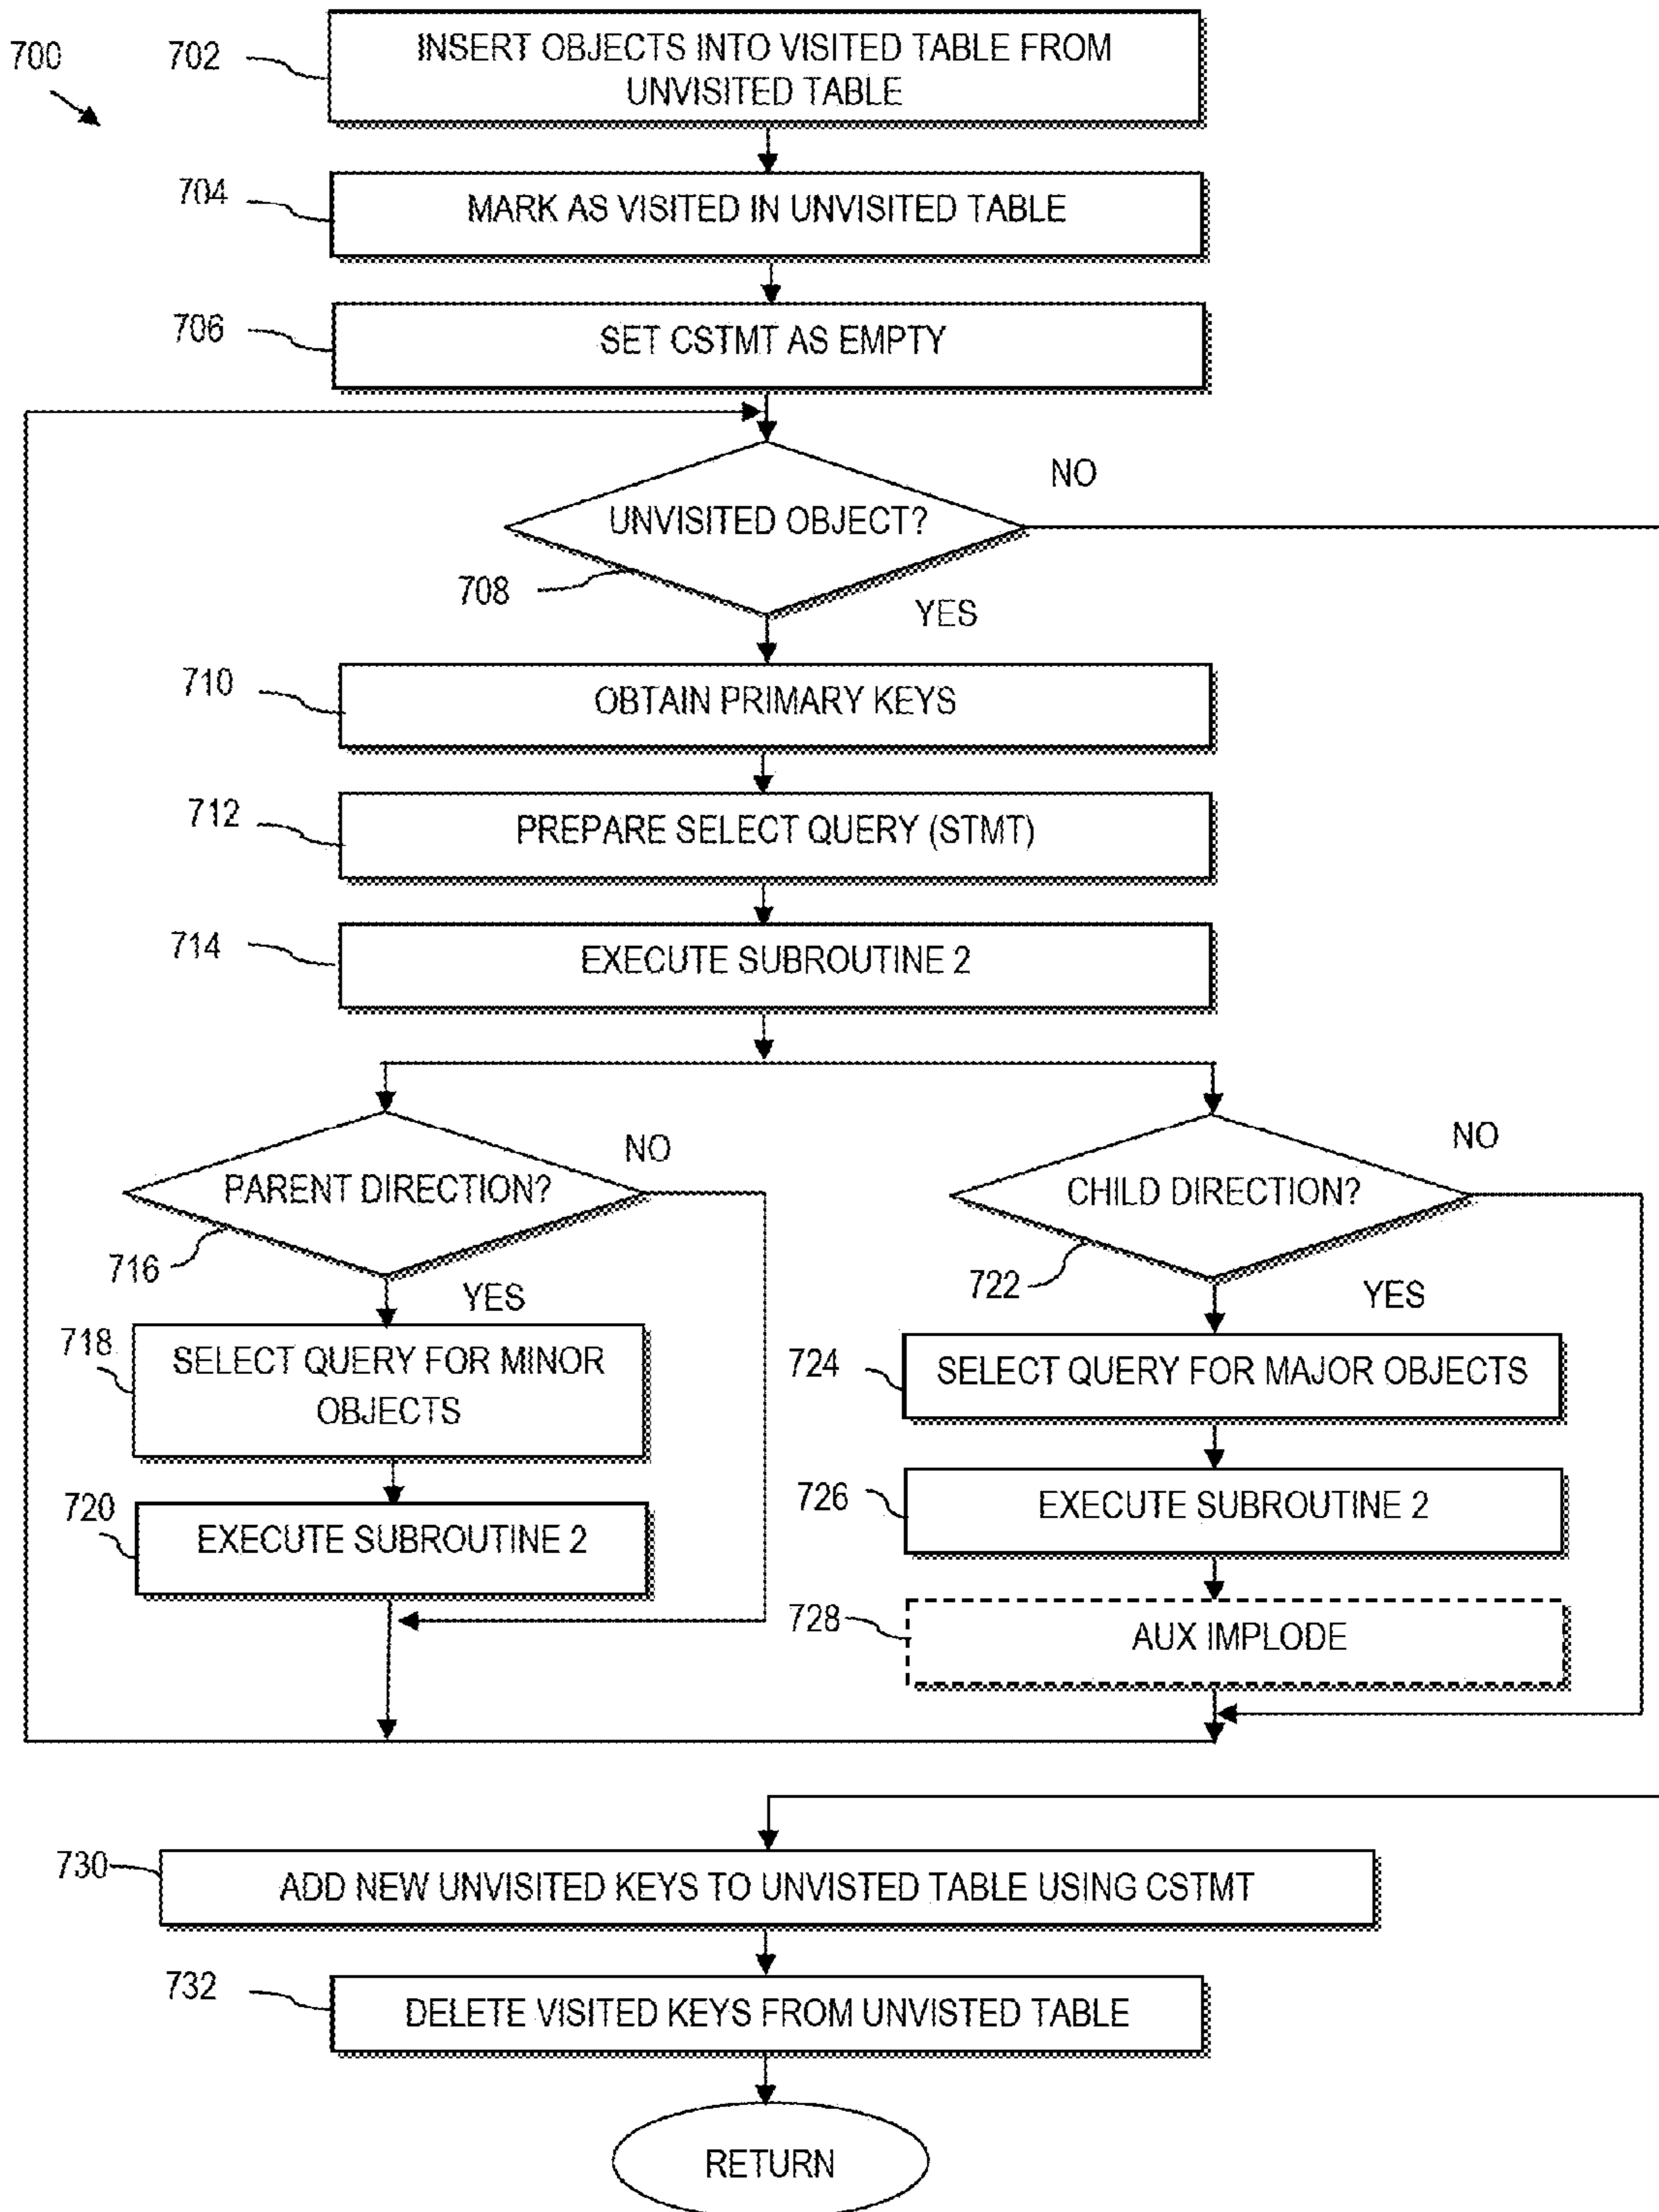 700
702
INSERT OBJECTS INTO VISITED TABLE FROM
UNVISITED TABLE
704
MARK AS VISITED IN UNVISITED TABLE
706
SET CSTMT AS EMPTY
NO
UNVISITED OBJECT?
708
YES
710
OBTAIN PRIMARY KEYS
712
PREPARE SELECT QUERY (STMT)
714
EXECUTE SUBROUTINE 2
NO
PARENT DIRECTION?
716
YES
718
SELECT QUERY FOR MINOR
OBJECTS
720
EXECUTE SUBROUTINE 2
NO
CHILD DIRECTION?
722
YES
724
SELECT QUERY FOR MAJOR OBJECTS
726
EXECUTE SUBROUTINE 2
728
AUX IMPLODE
730
ADD NEW UNVISITED KEYS TO UNVISTED TABLE USING CSTMT
732
DELETE VISITED KEYS FROM UNVISTED TABLE
RETURN